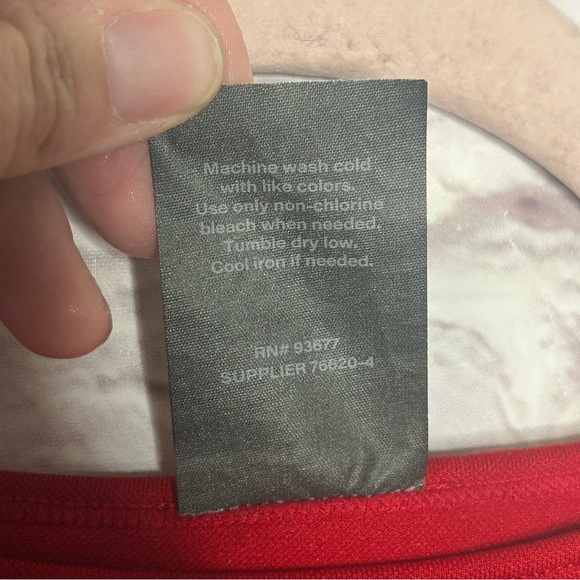 Machine wash cold
with like colors.
Use only non-chlorine
bleach when needed.
Tumble dry low.
Cool iron if needed.
RN# 93677
SUPPLIER 76620-4